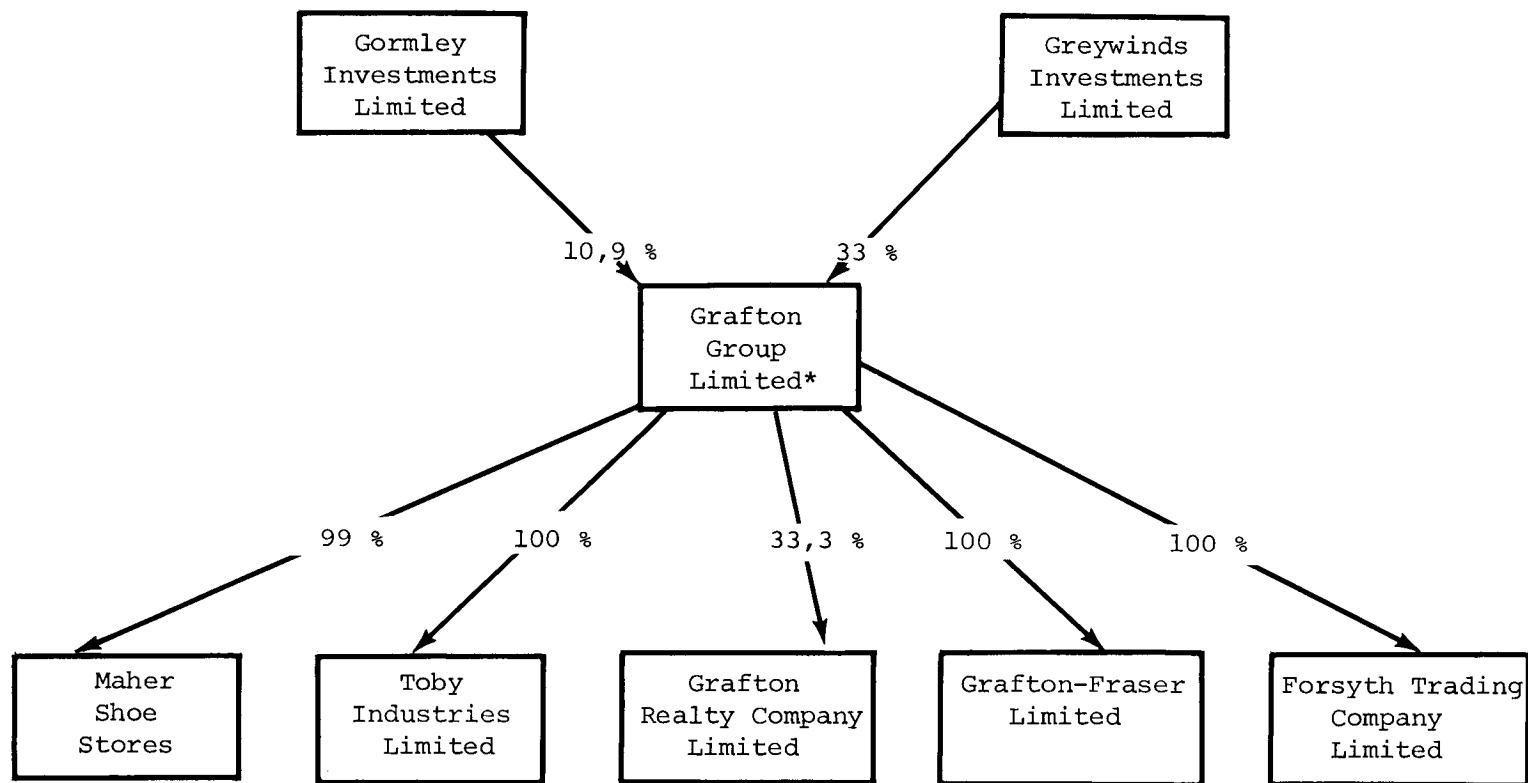 Gormley
Investments
Limited
Greywinds
Investments
Limited
10,9 %
33 %
Grafton
Group
Limited*
99 %
100 %
33,3 %
100 %
100 %
Maher
Shoe
Stores
Toby
Industries
Limited
Grafton
Realty Company
Limited
Grafton-Fraser
Limited
Forsyth Trading
Company
Limited